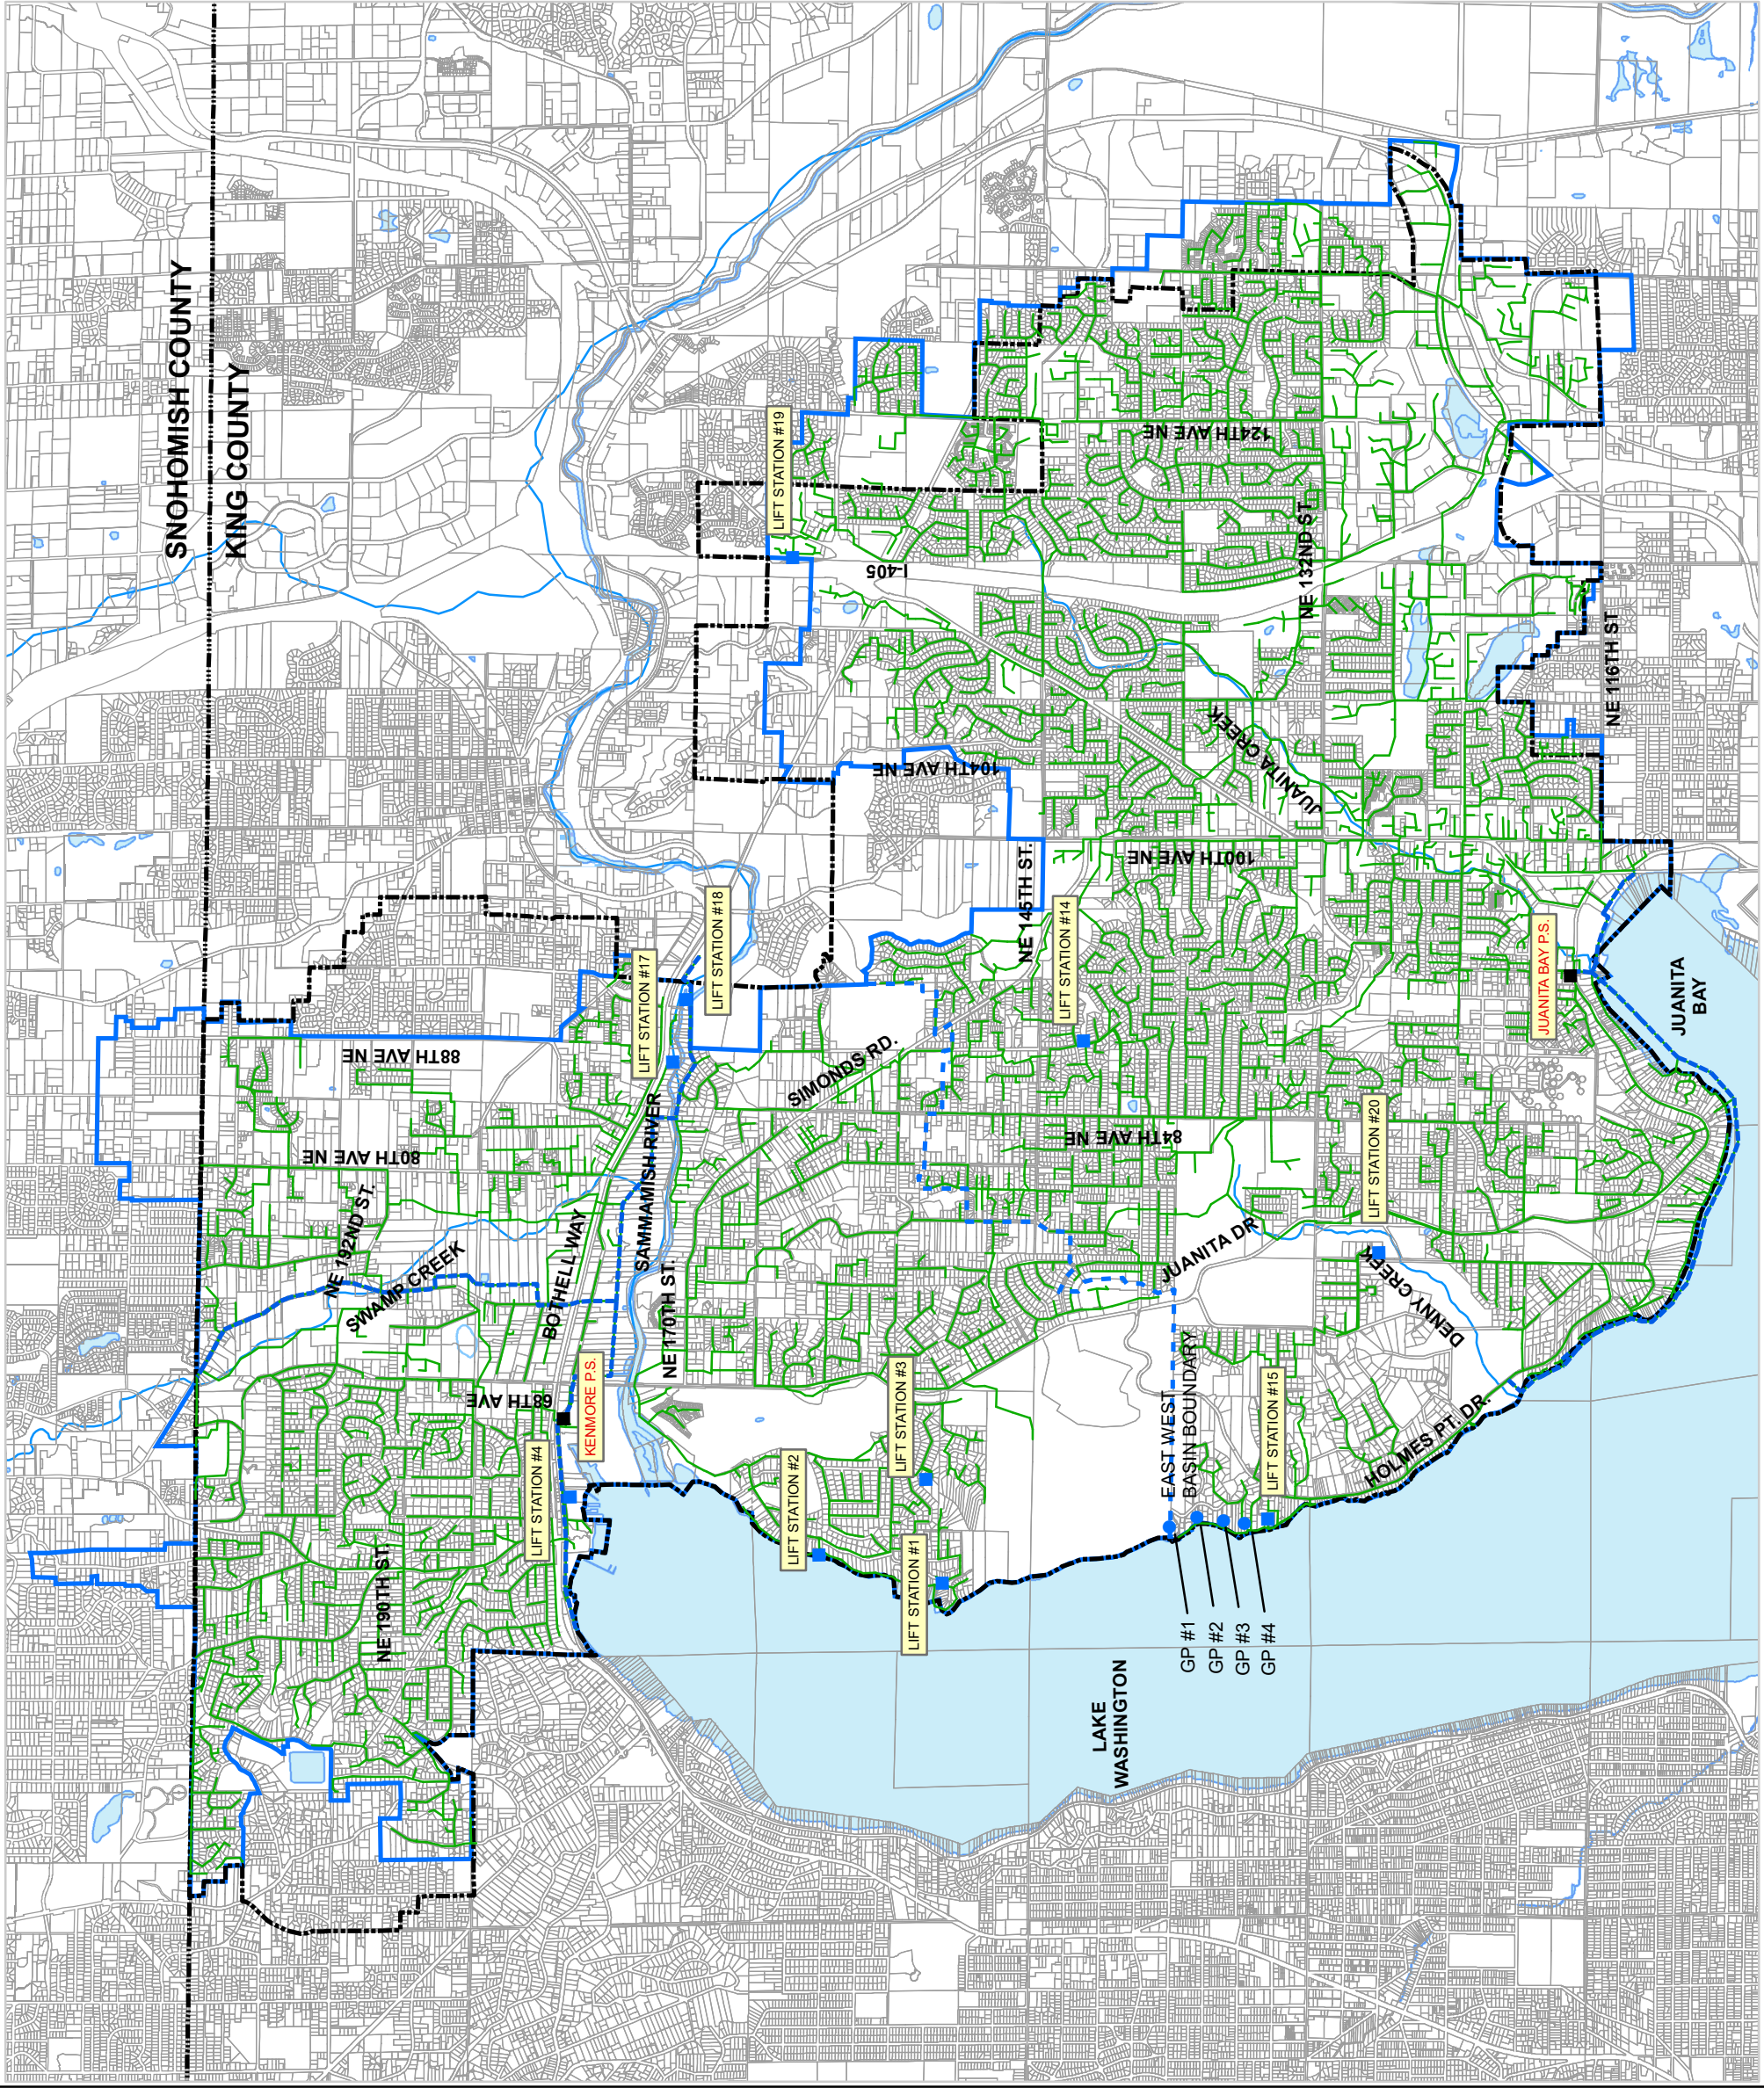 SNOHOMISH COUNTY
KING COUNTY
LIFT STATION #19
124TH AVE NE
I-405
NE 132ND ST.
NE 116TH ST
104TH AVE NE
JUANITA CREEK
100TH AVE NE
NE 145TH ST.
LIFT STATION #18
LIFT STATION #14
LIFT STATION #17
JUANITA BAY P.S.
JUANITA
BAY
88TH AVE NE
SIMONDS RD.
80TH AVE NE
84TH AVE NE
LIFT STATION #20
SAMMAMISH RIVER
NE 192ND ST.
SWAMP CREEK
BOTHELL WAY
NE 170TH ST.
JUANITA DR
DENNY CREEK
68TH AVE
KENMORE P.S.
LIFT STATION #3
EAST WEST
BASIN BOUNDARY
LIFT STATION #15
HOLMES PT. DR.
LIFT STATION #4
LIFT STATION #2
LIFT STATION #1
NE 190TH ST.
GP #1
GP #2
GP #3
GP #4
LAKE
WASHINGTON